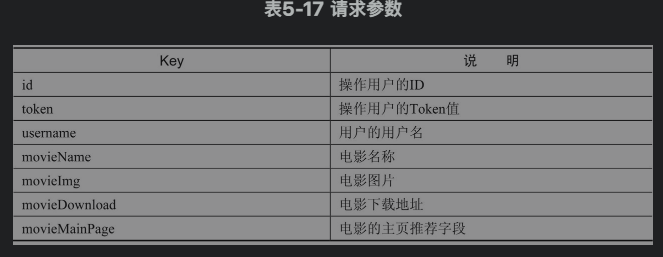 表5-17 请求参数
Key 说 明
id 操作用户的ID
token 操作用户的Token值
username 用户的用户名
movieName 电影名称
movieImg 电影图片
movieDownload 电影下载地址
movieMainPage 电影的主页推荐字段